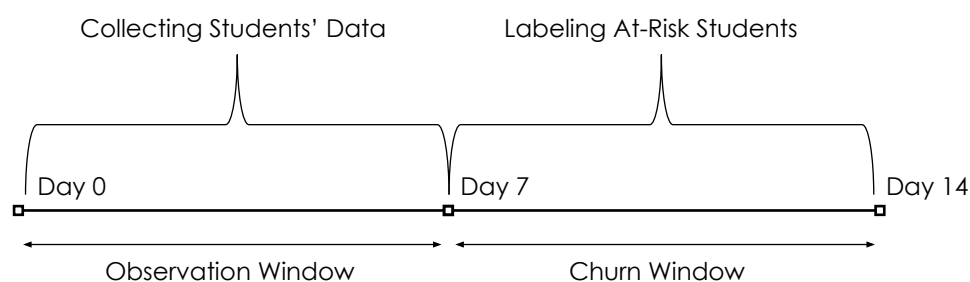 Collecting Students’ Data
Labeling At-Risk Students
Day 0
Day 7
Day 14
Observation Window
Churn Window